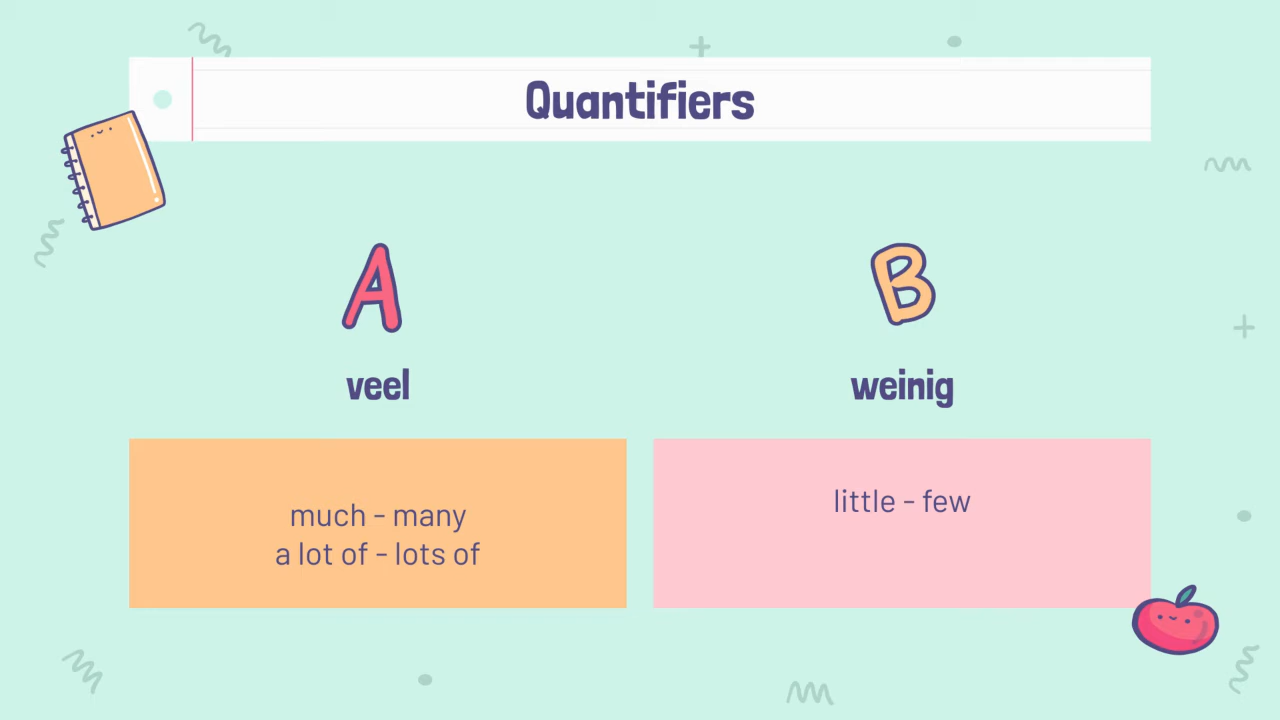 Quantifiers
A
B
veel
weinig
much - many
a lot of - lots of
little - few